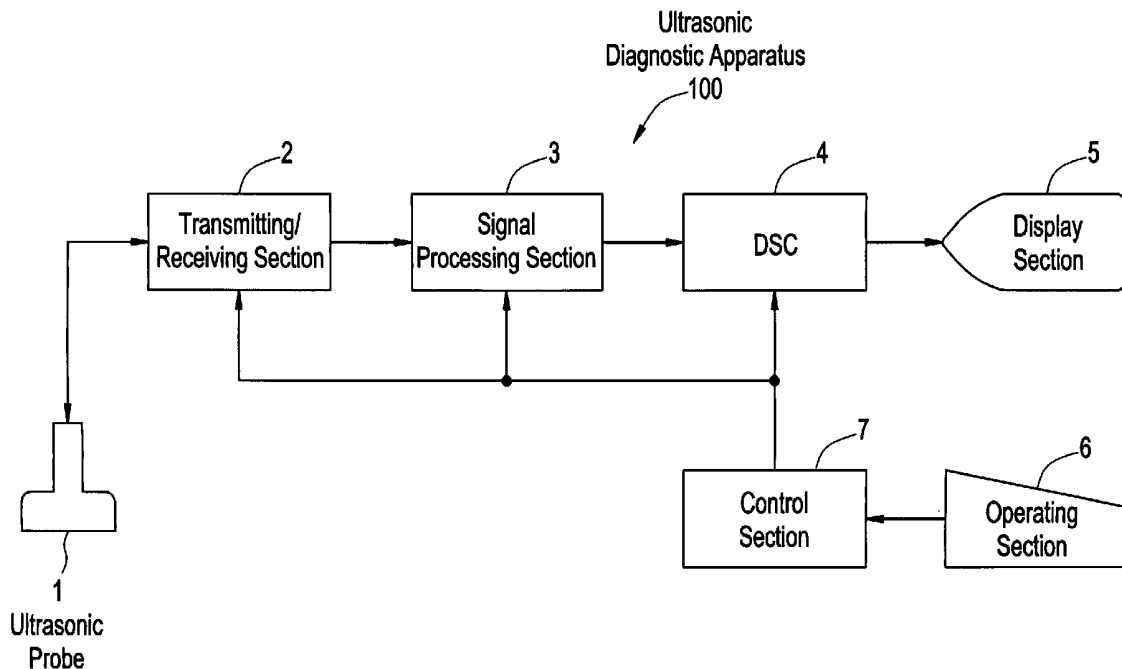 Ultrasonic
Diagnostic Apparatus
100
2
3
4
5
Transmitting/
Receiving Section
Signal
Processing Section
DSC
Display
Section
7
6
Control
Section
Operating
Section
1
Ultrasonic
Probe